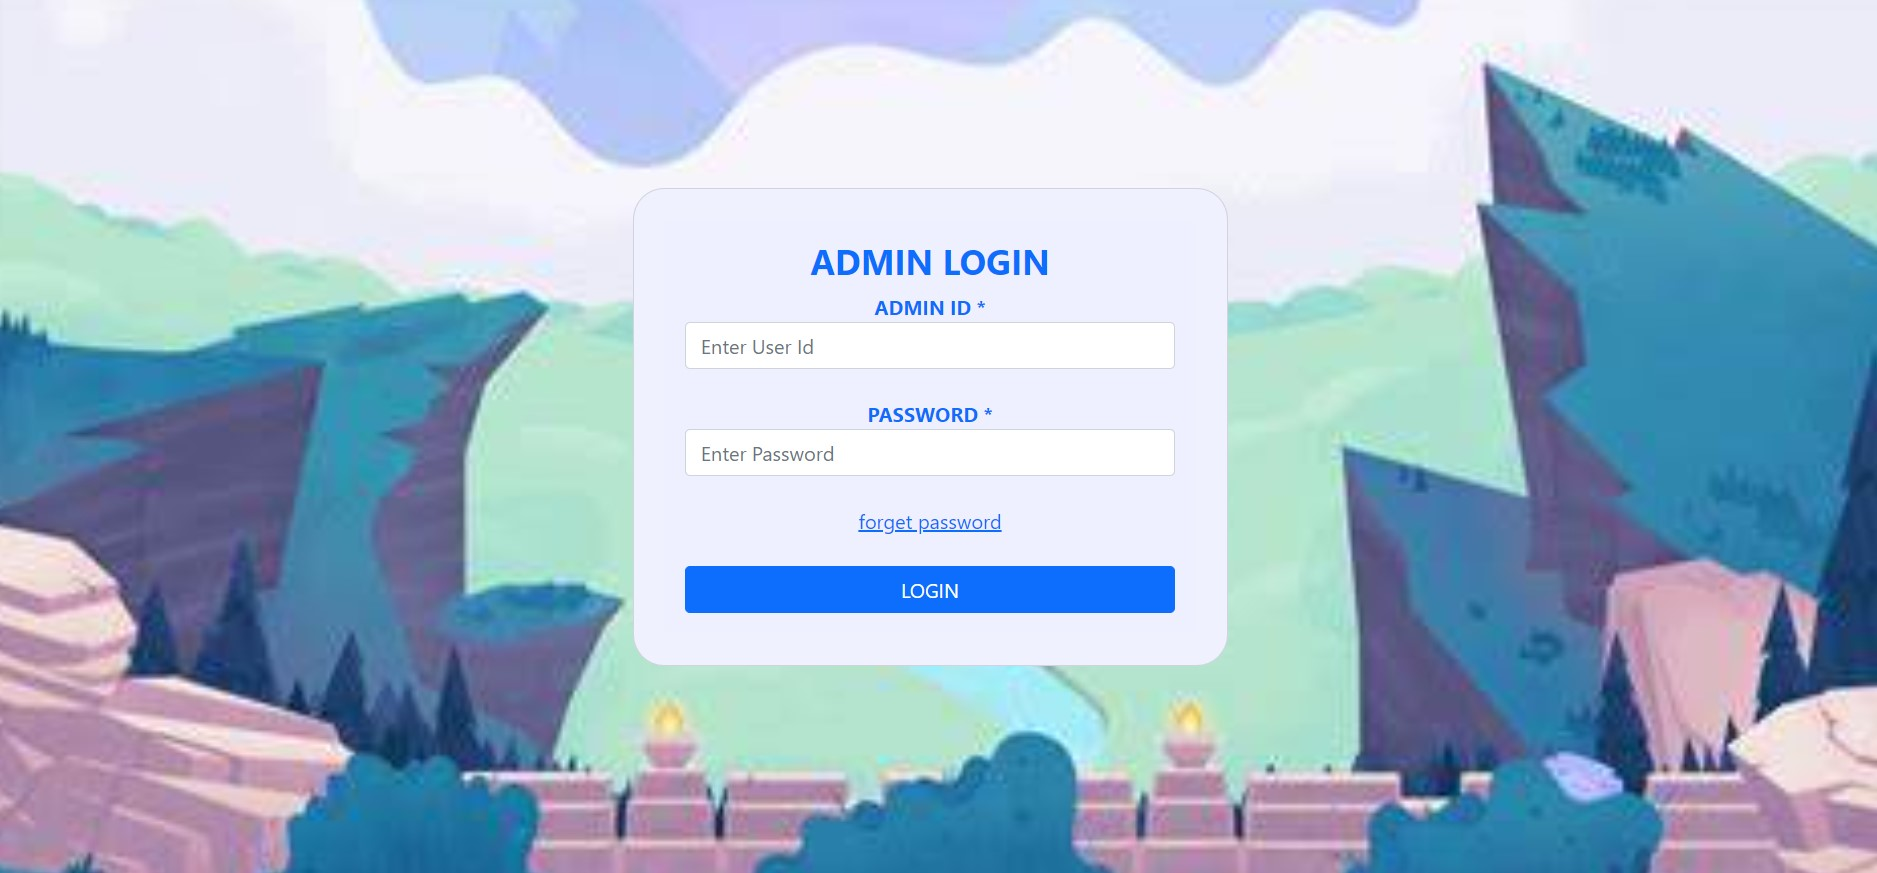 ADMIN LOGIN
ADMIN ID *
Enter User Id
PASSWORD *
Enter Password
forget password
LOGIN